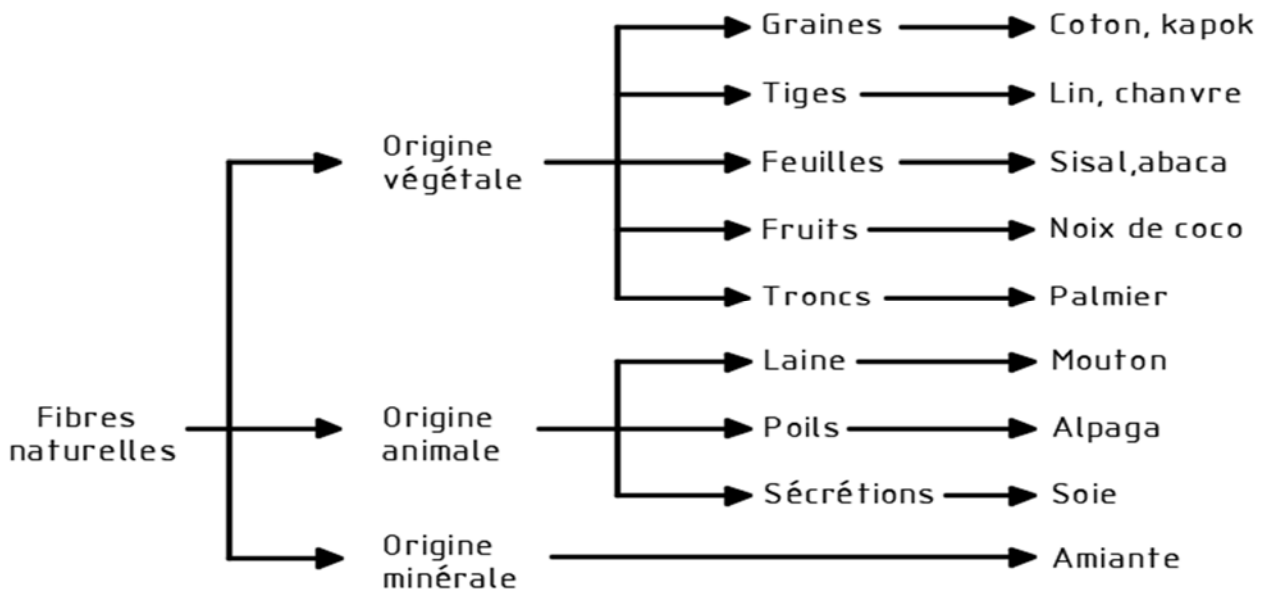 Graines
Coton, kapok
Tiges
Lin, chanvre
Origine
végétale
Feuilles
Sisal,abaca
Fruits
Noix de coco
Troncs
Palmier
Fibres
naturelles
Origine
animale
Laine
Mouton
Poils
Alpaga
Sécrétions
Soie
Origine
minérale
Amiante